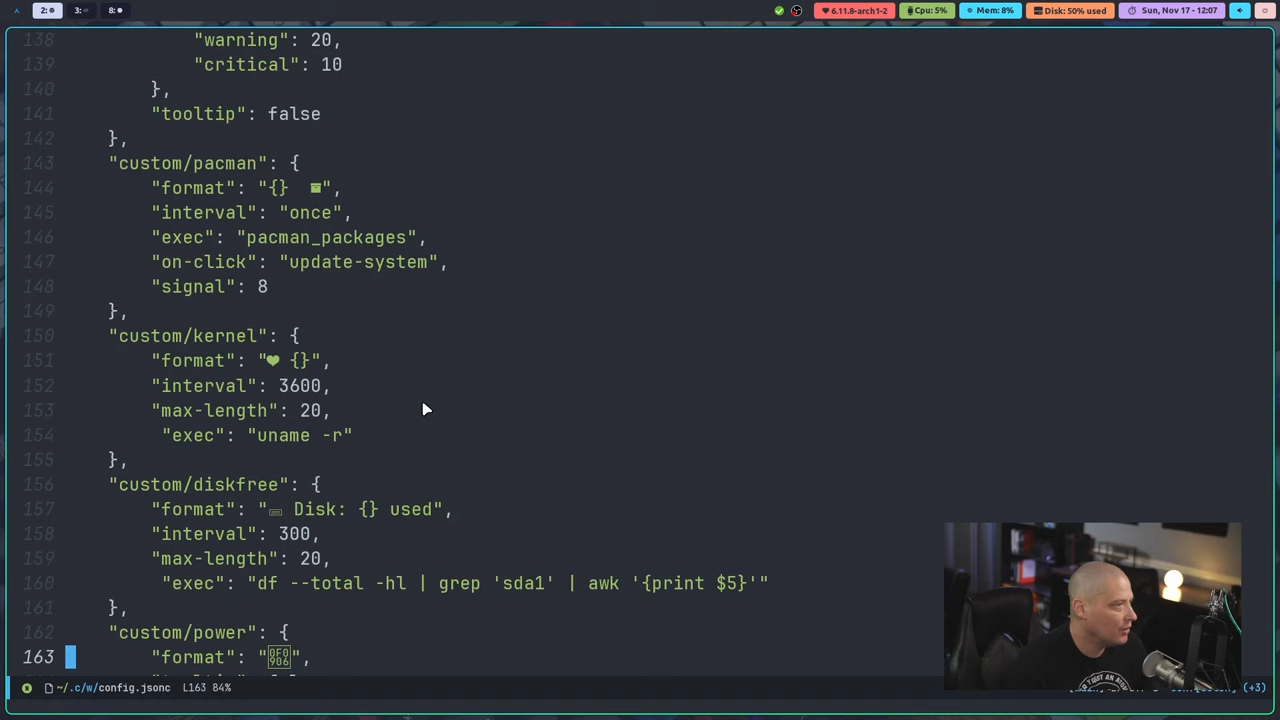 2:
3:
8:
6.11.8-arch1-2
Cpu: 5%
Mem: 8%
Disk: 50% used
Sun, Nov 17 - 12:07
138 "warning": 20,
139 "critical": 10
140 },
141 "tooltip": false
142 },
143 "custom/pacman": {
144 "format": "{} ",
145 "interval": "once",
146 "exec": "pacman_packages",
147 "on-click": "update-system",
148 "signal": 8
149 },
150 "custom/kernel": {
151 "format": "♥ {}",
152 "interval": 3600,
153 "max-length": 20,
154 "exec": "uname -r"
155 },
156 "custom/diskfree": {
157 "format": " Disk: {} used",
158 "interval": 300,
159 "max-length": 20,
160 "exec": "df --total -hl | grep 'sda1' | awk '{print $5}'"
161 },
162 "custom/power": {
163 "format": "0F0906",
~/.c/w/config.jsonc L163 84%
(+3)